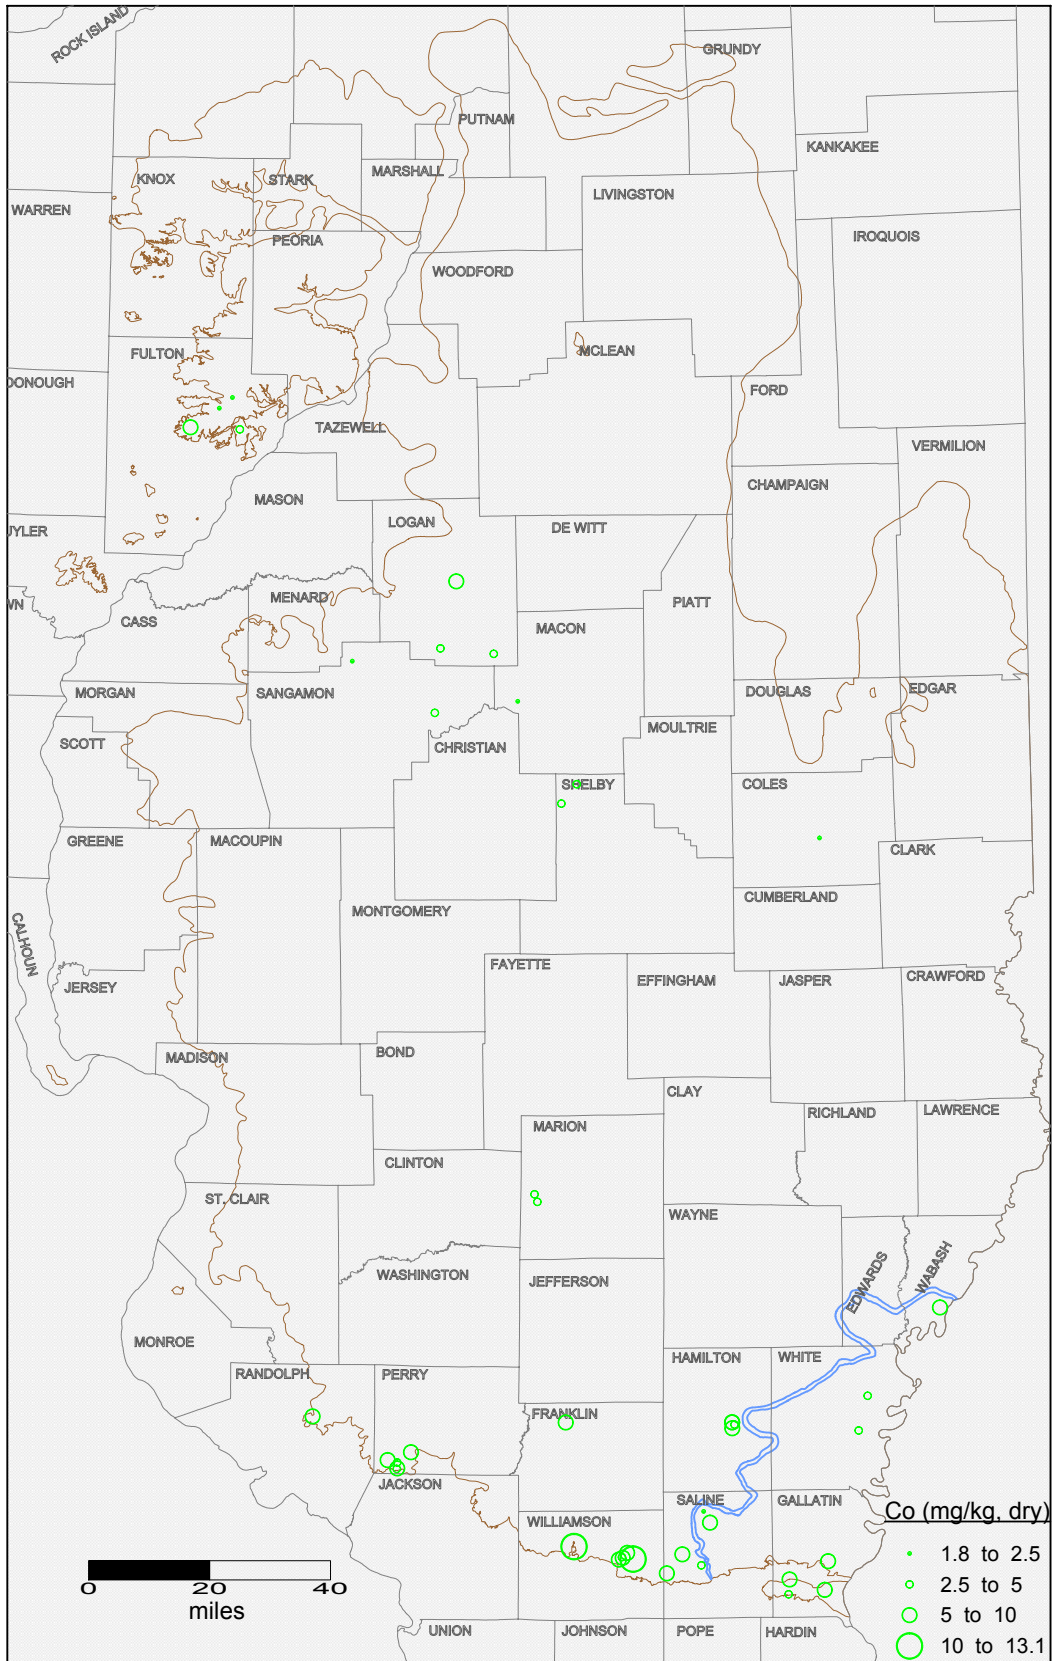 ROCK ISLAND
GRUNDY
PUTNAM
KANKAKEE
MARSHALL
KNOX
STARK
LIVINGSTON
WARREN
PEORIA
IROQUOIS
WOODFORD
FULTON
MCLEAN
DONOUGH
FORD
TAZEWELL
VERMILION
CHAMPAIGN
MASON
LOGAN
DE WITT
UYLER
MENARD
PIATT
WN
CASS
MACON
MORGAN
SANGAMON
DOUGLAS
EDGAR
MOULTRIE
SCOTT
CHRISTIAN
SHELBY
COLES
GREENE
MACOUPIN
CLARK
CUMBERLAND
MONTGOMERY
CALHOUN
FAYETTE
EFFINGHAM
JASPER
CRAWFORD
JERSEY
MADISON
BOND
CLAY
RICHLAND
LAWRENCE
MARION
CLINTON
ST. CLAIR
WAYNE
WASHINGTON
JEFFERSON
EDWARDS
WABASH
MONROE
HAMILTON
WHITE
RANDOLPH
PERRY
FRANKLIN
JACKSON
SALINE
GALLATIN
WILLIAMSON
Co (mg/kg, dry)
1.8 to 2.5
2.5 to 5
5 to 10
10 to 13.1
0 20 40
miles
UNION
JOHNSON
POPE
HARDIN